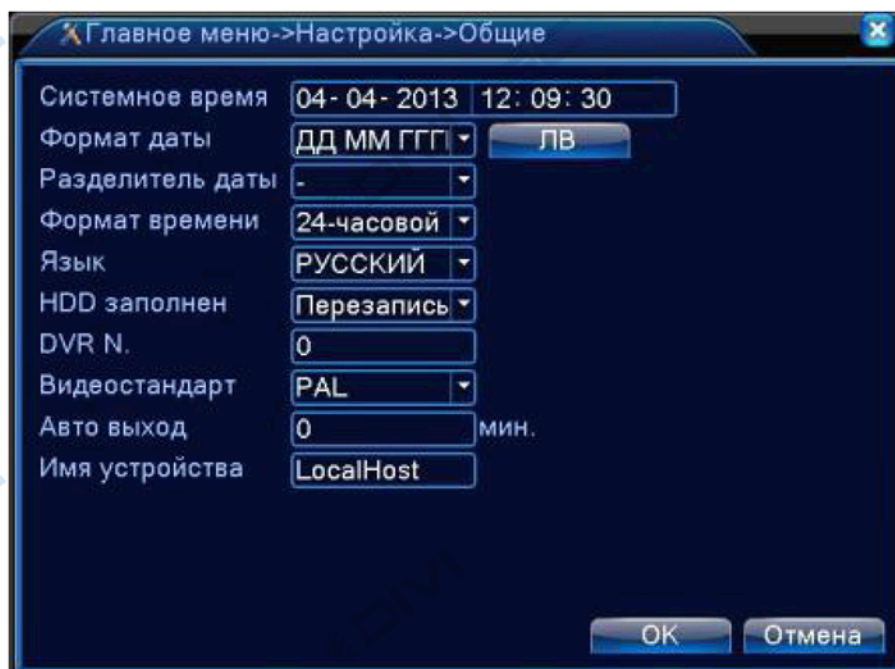 Главное меню->Настройка->Общие
Системное время 04-04-2013 12:09:30
Формат даты ДД ММ ГГГ ЛВ
Разделитель даты -
Формат времени 24-часовой
Язык РУССКИЙ
HDD заполнен Перезапись
DVR N. 0
Видеостандарт PAL
Авто выход 0 мин.
Имя устройства LocalHost
OK Отмена